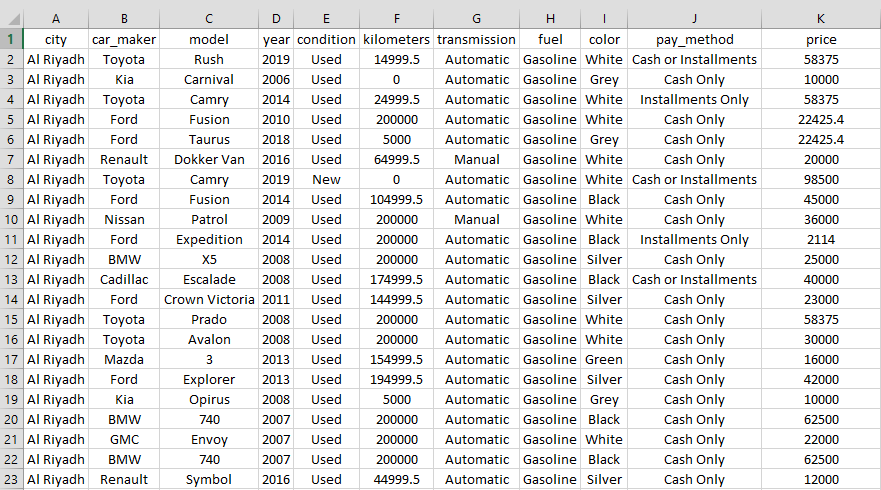 A B C D E F G H I J K
1 city car_maker model year condition kilometers transmission fuel color pay_method price
2 Al Riyadh Toyota Rush 2019 Used 14999.5 Automatic Gasoline White Cash or Installments 58375
3 Al Riyadh Kia Carnival 2006 Used 0 Automatic Gasoline Grey Cash Only 10000
4 Al Riyadh Toyota Camry 2014 Used 24999.5 Automatic Gasoline White Installments Only 58375
5 Al Riyadh Ford Fusion 2010 Used 200000 Automatic Gasoline White Cash Only 22425.4
6 Al Riyadh Ford Taurus 2018 Used 5000 Automatic Gasoline Grey Cash Only 22425.4
7 Al Riyadh Renault Dokker Van 2016 Used 64999.5 Manual Gasoline White Cash Only 20000
8 Al Riyadh Toyota Camry 2019 New 0 Automatic Gasoline White Cash or Installments 98500
9 Al Riyadh Ford Fusion 2014 Used 104999.5 Automatic Gasoline Black Cash Only 45000
10 Al Riyadh Nissan Patrol 2009 Used 200000 Manual Gasoline White Cash Only 36000
11 Al Riyadh Ford Expedition 2014 Used 200000 Automatic Gasoline Black Installments Only 2114
12 Al Riyadh BMW X5 2008 Used 200000 Automatic Gasoline Silver Cash Only 25000
13 Al Riyadh Cadillac Escalade 2008 Used 174999.5 Automatic Gasoline Black Cash or Installments 40000
14 Al Riyadh Ford Crown Victoria 2011 Used 144999.5 Automatic Gasoline Silver Cash Only 23000
15 Al Riyadh Toyota Prado 2008 Used 200000 Automatic Gasoline White Cash Only 58375
16 Al Riyadh Toyota Avalon 2008 Used 200000 Automatic Gasoline White Cash Only 30000
17 Al Riyadh Mazda 3 2013 Used 154999.5 Automatic Gasoline Green Cash Only 16000
18 Al Riyadh Ford Explorer 2013 Used 194999.5 Automatic Gasoline Silver Cash Only 42000
19 Al Riyadh Kia Opirus 2008 Used 5000 Automatic Gasoline Grey Cash Only 10000
20 Al Riyadh BMW 740 2007 Used 200000 Automatic Gasoline Black Cash Only 62500
21 Al Riyadh GMC Envoy 2007 Used 200000 Automatic Gasoline White Cash Only 22000
22 Al Riyadh BMW 740 2007 Used 200000 Automatic Gasoline Black Cash Only 62500
23 Al Riyadh Renault Symbol 2016 Used 44999.5 Automatic Gasoline Silver Cash Only 12000